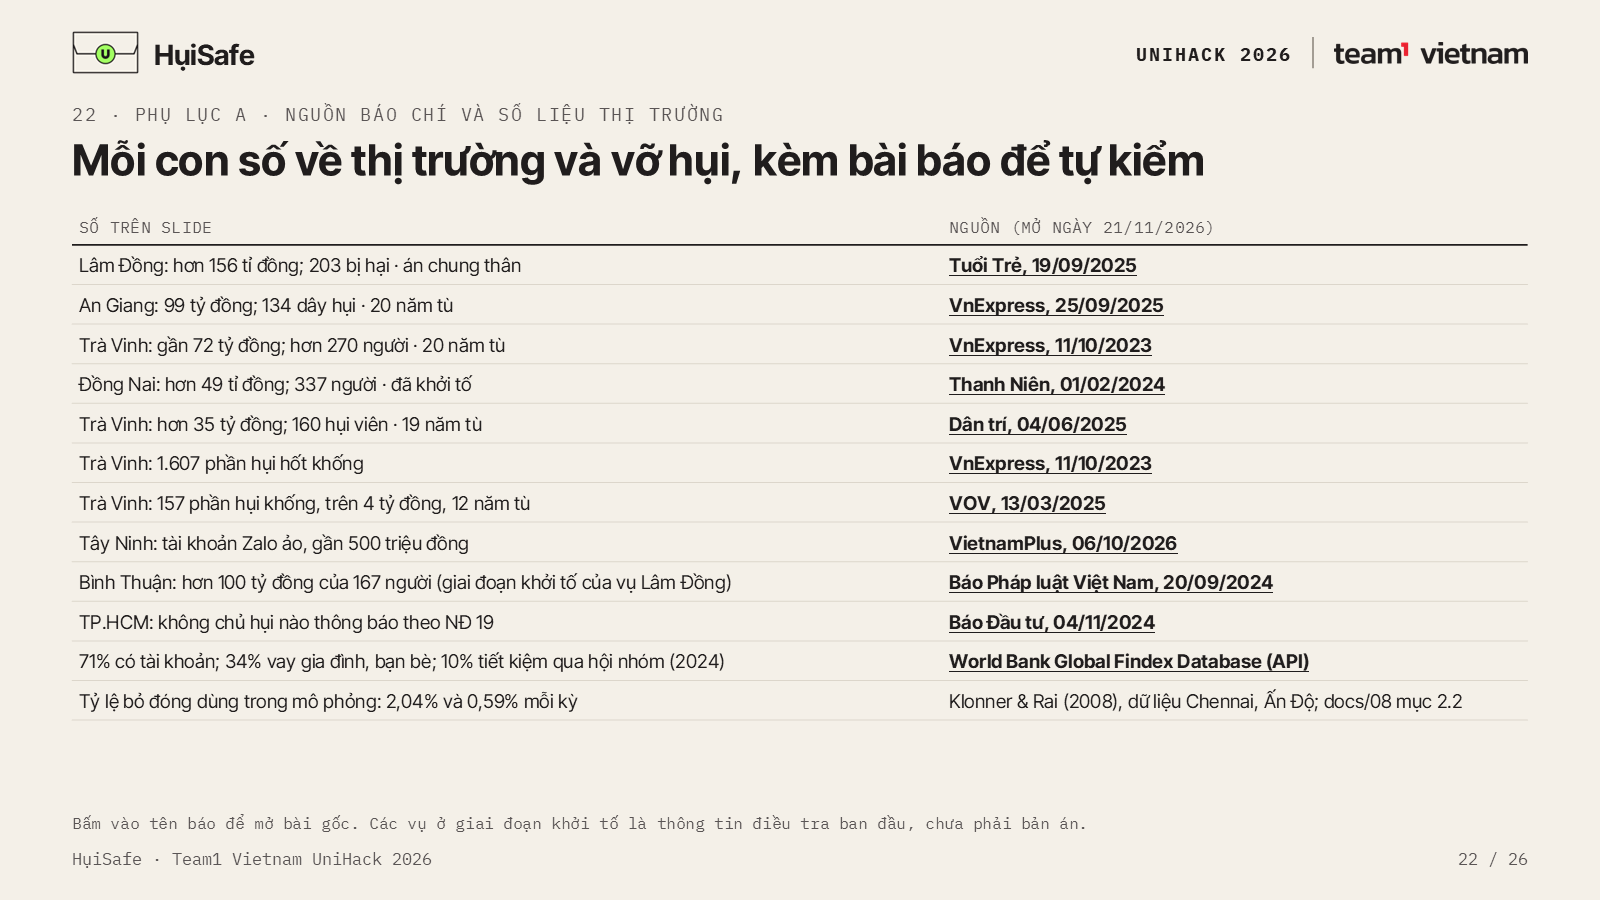 U HụiSafe
UNIHACK 2026 | team1 vietnam
22 · PHỤ LỤC A · NGUỒN BÁO CHÍ VÀ SỐ LIỆU THỊ TRƯỜNG
Mỗi con số về thị trường và vỡ hụi, kèm bài báo để tự kiểm
SỐ TRÊN SLIDE NGUỒN (MỞ NGÀY 21/11/2026)
Lâm Đồng: hơn 156 tỉ đồng; 203 bị hại · án chung thân Tuổi Trẻ, 19/09/2025
An Giang: 99 tỷ đồng; 134 dây hụi · 20 năm tù VnExpress, 25/09/2025
Trà Vinh: gần 72 tỷ đồng; hơn 270 người · 20 năm tù VnExpress, 11/10/2023
Đồng Nai: hơn 49 tỉ đồng; 337 người · đã khởi tố Thanh Niên, 01/02/2024
Trà Vinh: hơn 35 tỷ đồng; 160 hụi viên · 19 năm tù Dân trí, 04/06/2025
Trà Vinh: 1.607 phần hụi hốt khống VnExpress, 11/10/2023
Trà Vinh: 157 phần hụi khống, trên 4 tỷ đồng, 12 năm tù VOV, 13/03/2025
Tây Ninh: tài khoản Zalo ảo, gần 500 triệu đồng VietnamPlus, 06/10/2026
Bình Thuận: hơn 100 tỷ đồng của 167 người (giai đoạn khởi tố của vụ Lâm Đồng) Báo Pháp luật Việt Nam, 20/09/2024
TP.HCM: không chủ hụi nào thông báo theo NĐ 19 Báo Đầu tư, 04/11/2024
71% có tài khoản; 34% vay gia đình, bạn bè; 10% tiết kiệm qua hội nhóm (2024) World Bank Global Findex Database (API)
Tỷ lệ bỏ đóng dùng trong mô phỏng: 2,04% và 0,59% mỗi kỳ Klonner & Rai (2008), dữ liệu Chennai, Ấn Độ; docs/08 mục 2.2
Bấm vào tên báo để mở bài gốc. Các vụ ở giai đoạn khởi tố là thông tin điều tra ban đầu, chưa phải bản án.
HụiSafe · Team1 Vietnam UniHack 2026 22 / 26